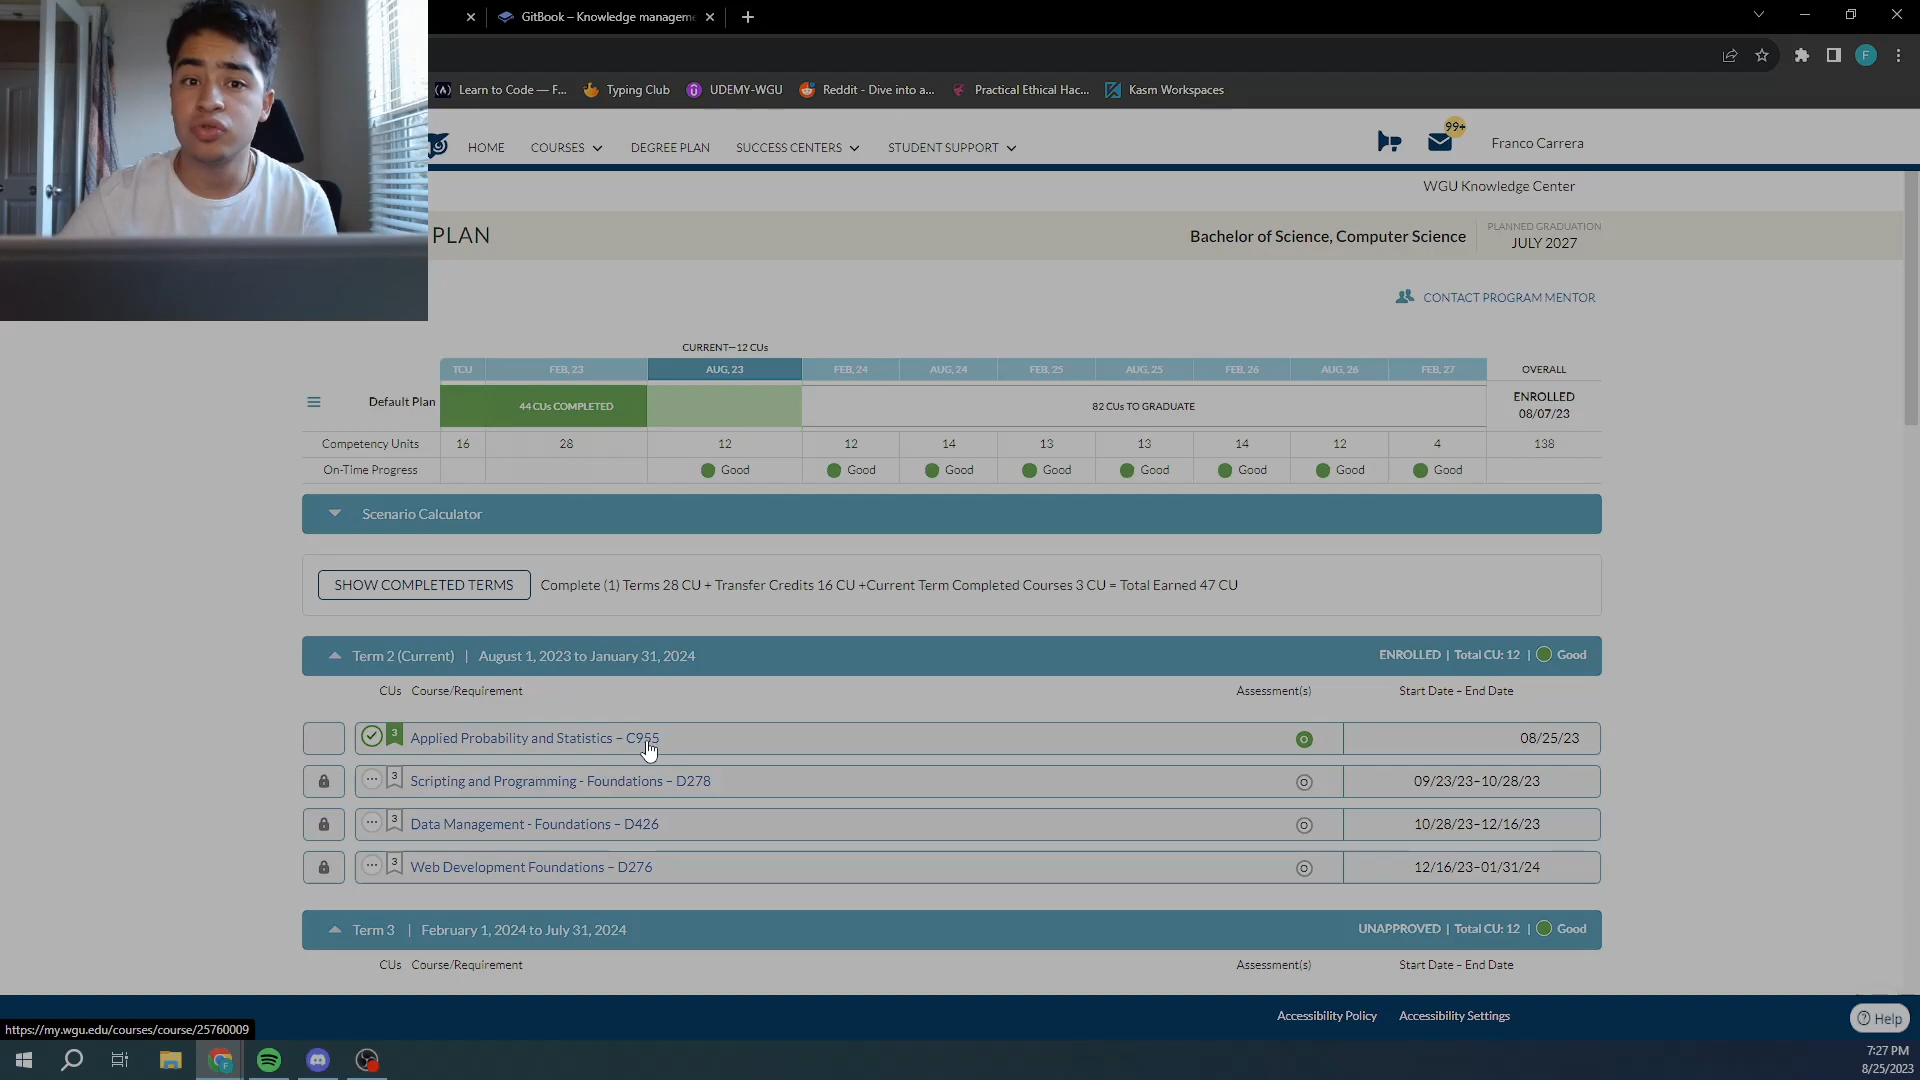 GitBook – Knowledge managem
Learn to Code — F... Typing Club UDEMY-WGU Reddit - Dive into a... Practical Ethical Hac... Kasm Workspaces
HOME COURSES DEGREE PLAN SUCCESS CENTERS STUDENT SUPPORT 99+ Franco Carrera
WGU Knowledge Center
PLAN Bachelor of Science, Computer Science PLANNED GRADUATION
JULY 2027
CONTACT PROGRAM MENTOR
CURRENT—12 CUs
TCU FEB, 23 AUG, 23 FEB, 24 AUG, 24 FEB, 25 AUG, 25 FEB, 26 AUG, 26 FEB, 27 OVERALL
Default Plan 44 CUs COMPLETED 82 CUs TO GRADUATE ENROLLED
08/07/23
Competency Units 16 28 12 12 14 13 13 14 12 4 138
On-Time Progress Good Good Good Good Good Good Good Good
Scenario Calculator
SHOW COMPLETED TERMS Complete (1) Terms 28 CU + Transfer Credits 16 CU +Current Term Completed Courses 3 CU = Total Earned 47 CU
Term 2 (Current) | August 1, 2023 to January 31, 2024 ENROLLED | Total CU: 12 | Good
CUs Course/Requirement Assessment(s) Start Date – End Date
3 Applied Probability and Statistics – C955 08/25/23
3 Scripting and Programming - Foundations – D278 09/23/23–10/28/23
3 Data Management - Foundations – D426 10/28/23–12/16/23
3 Web Development Foundations – D276 12/16/23–01/31/24
Term 3 | February 1, 2024 to July 31, 2024 UNAPPROVED | Total CU: 12 | Good
CUs Course/Requirement Assessment(s) Start Date – End Date
Accessibility Policy Accessibility Settings
Help
https://my.wgu.edu/courses/course/25760009
7:27 PM
8/25/2023